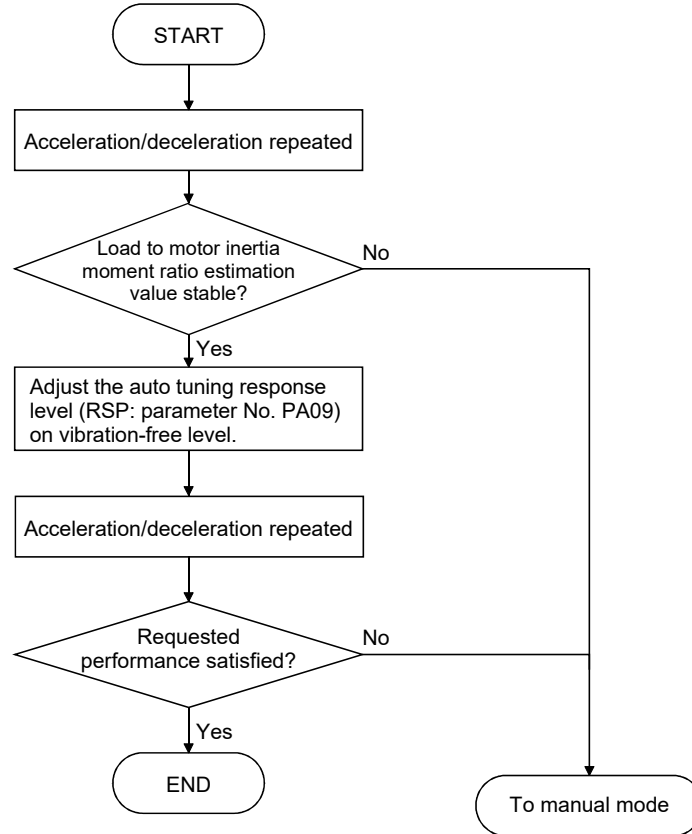 START
Acceleration/deceleration repeated
Load to motor inertia
moment ratio estimation
value stable?
No
Yes
Adjust the auto tuning response
level (RSP: parameter No. PA09)
on vibration-free level.
Acceleration/deceleration repeated
Requested
performance satisfied?
No
Yes
END
To manual mode